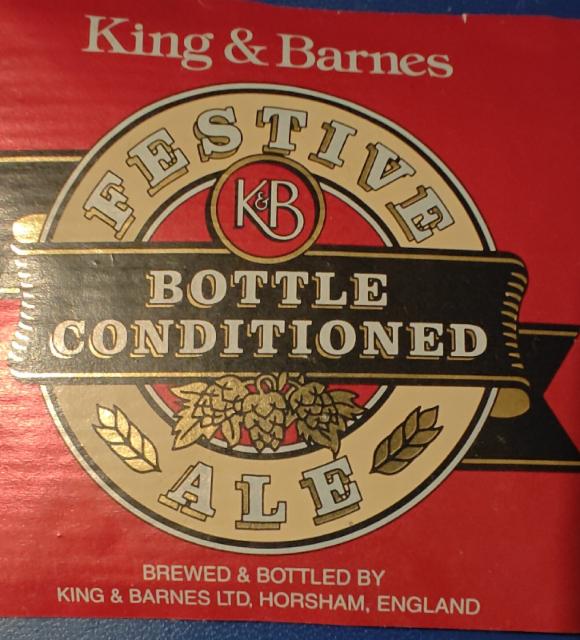 King & Barnes
FESTIVE
K&B
BOTTLE
CONDITIONED
ALE
BREWED & BOTTLED BY
KING & BARNES LTD, HORSHAM, ENGLAND